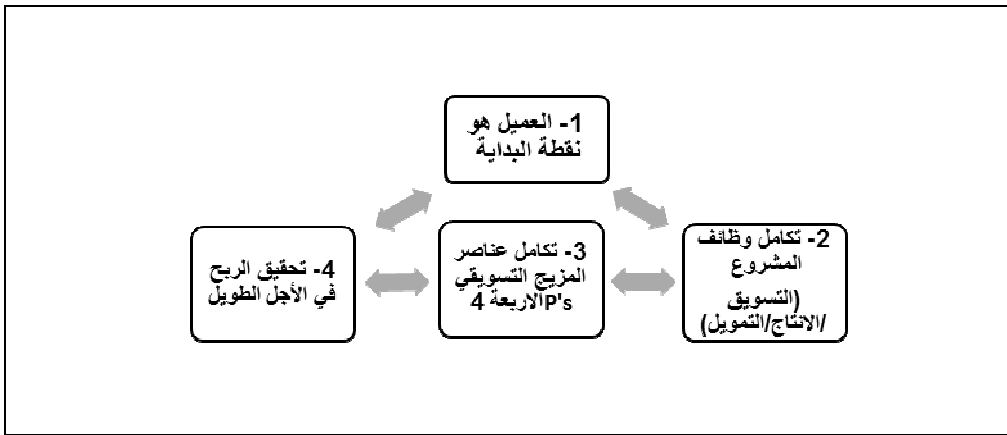 1- العميل هو
نقطة البداية
2- تكامل وظائف
المشروع
(التسويق
/الانتاج/التمويل)
3- تكامل عناصر
المزيج التسويقي
الاربعة 4P's
4- تحقيق الربح
في الأجل الطويل